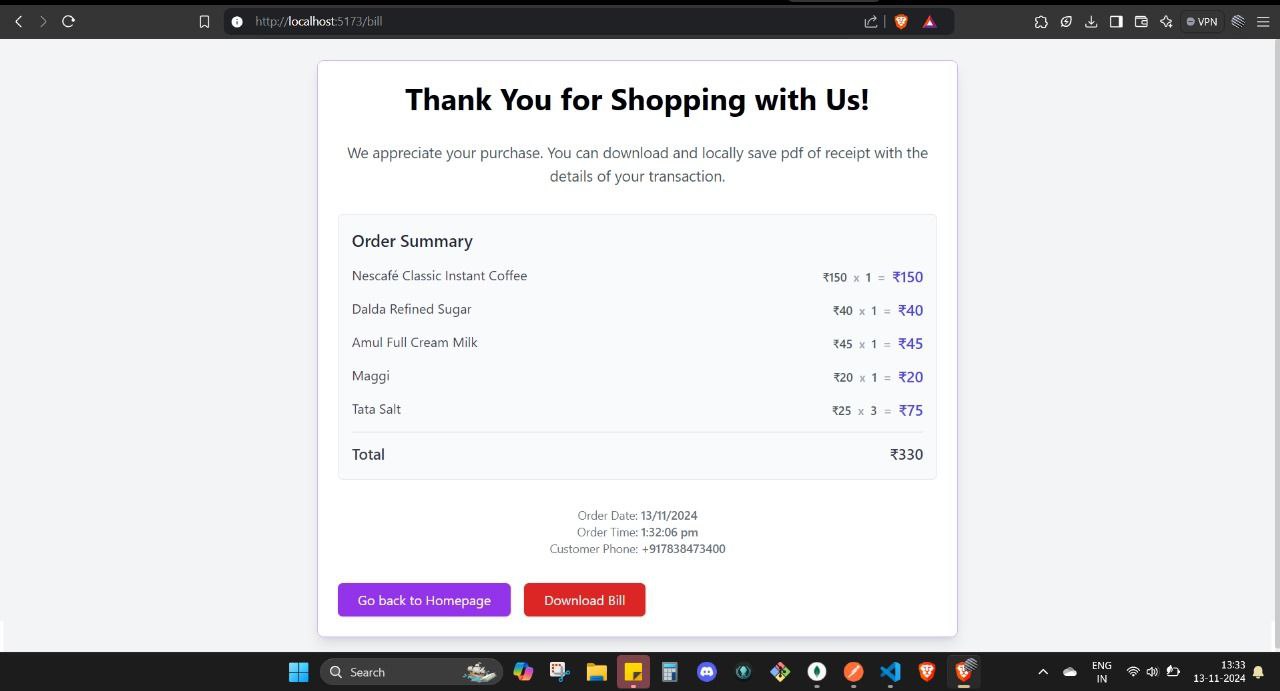 http://localhost:5173/bill
VPN
Thank You for Shopping with Us!
We appreciate your purchase. You can download and locally save pdf of receipt with the
details of your transaction.
Order Summary
Nescafé Classic Instant Coffee ₹150 x 1 = ₹150
Dalda Refined Sugar ₹40 x 1 = ₹40
Amul Full Cream Milk ₹45 x 1 = ₹45
Maggi ₹20 x 1 = ₹20
Tata Salt ₹25 x 3 = ₹75
Total ₹330
Order Date: 13/11/2024
Order Time: 1:32:06 pm
Customer Phone: +917838473400
Go back to Homepage Download Bill
Search
ENG
IN
13:33
13-11-2024